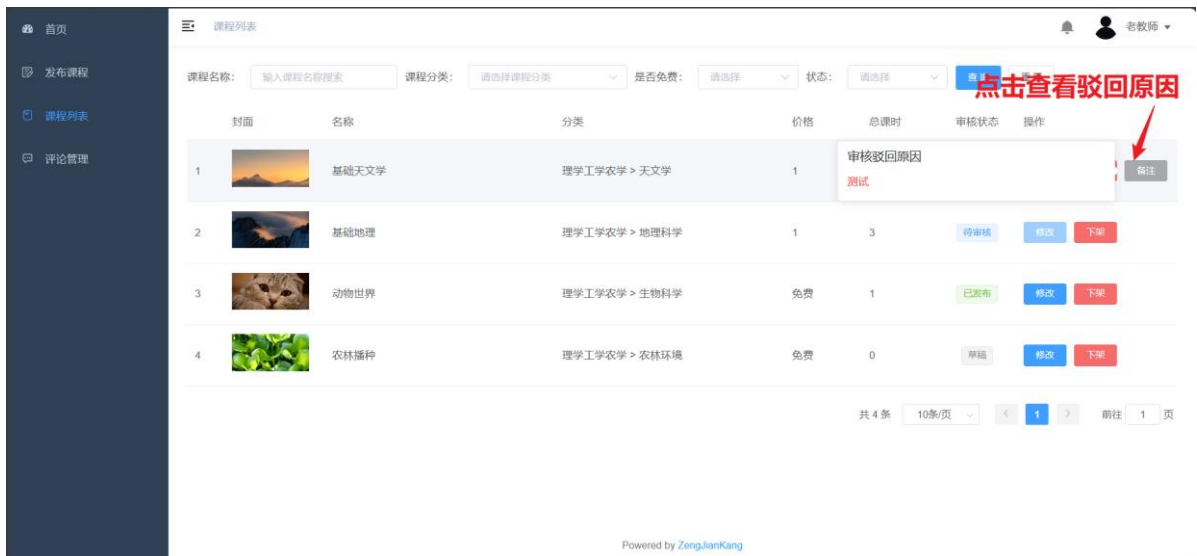 首页
课程列表
老教师
发布课程
课程名称：
输入课程名称搜索
课程分类：
请选择课程分类
是否免费：
请选择
状态：
请选择
点击查看驳回原因
课程列表
封面
名称
分类
价格
总课时
审核状态
操作
评论管理
1
基础天文学
理学工学农学 > 天文学
1
审核驳回原因
测试
备注
2
基础地理
理学工学农学 > 地理科学
1
3
待审核
修改
下架
3
动物世界
理学工学农学 > 生物科学
免费
1
已发布
修改
下架
4
农林播种
理学工学农学 > 农林环境
免费
0
草稿
修改
下架
共 4 条
10条/页
1
前往
1
页
Powered by ZengJianKang